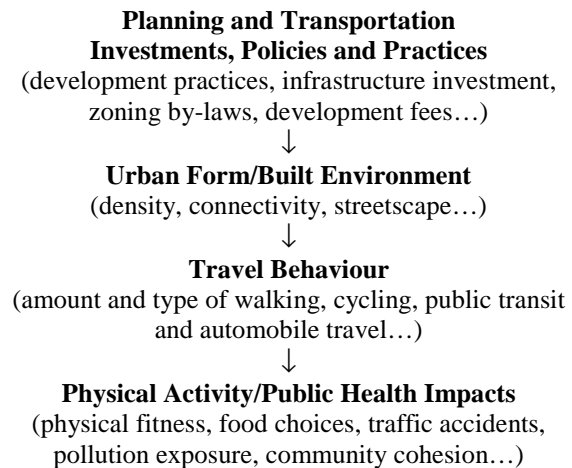 Planning and Transportation
Investments, Policies and Practices
(development practices, infrastructure investment,
zoning by-laws, development fees…)
↓
Urban Form/Built Environment
(density, connectivity, streetscape…)
↓
Travel Behaviour
(amount and type of walking, cycling, public transit
and automobile travel…)
↓
Physical Activity/Public Health Impacts
(physical fitness, food choices, traffic accidents,
pollution exposure, community cohesion…)